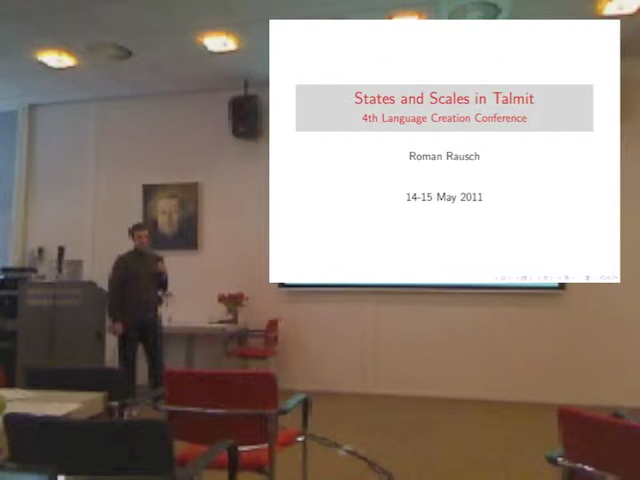 States and Scales in Talmit
4th Language Creation Conference
Roman Rausch
14-15 May 2011